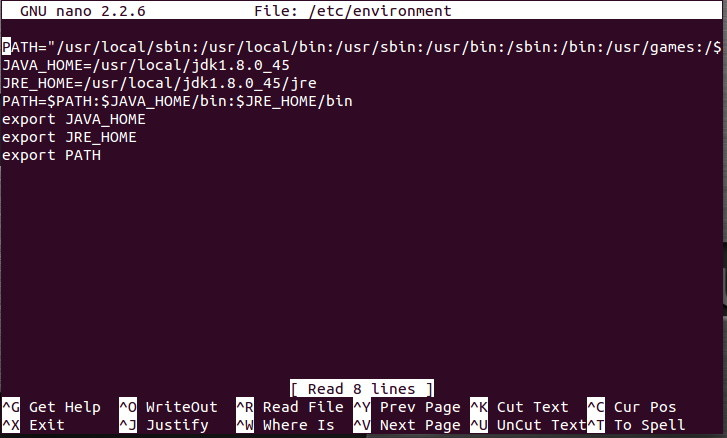 GNU nano 2.2.6 File: /etc/environment
PATH="/usr/local/sbin:/usr/local/bin:/usr/sbin:/usr/bin:/sbin:/bin:/usr/games:/$
JAVA_HOME=/usr/local/jdk1.8.0_45
JRE_HOME=/usr/local/jdk1.8.0_45/jre
PATH=$PATH:$JAVA_HOME/bin:$JRE_HOME/bin
export JAVA_HOME
export JRE_HOME
export PATH
[ Read 8 lines ]
^G Get Help ^O WriteOut ^R Read File ^Y Prev Page ^K Cut Text ^C Cur Pos
^X Exit ^J Justify ^W Where Is ^V Next Page ^U UnCut Text ^T To Spell